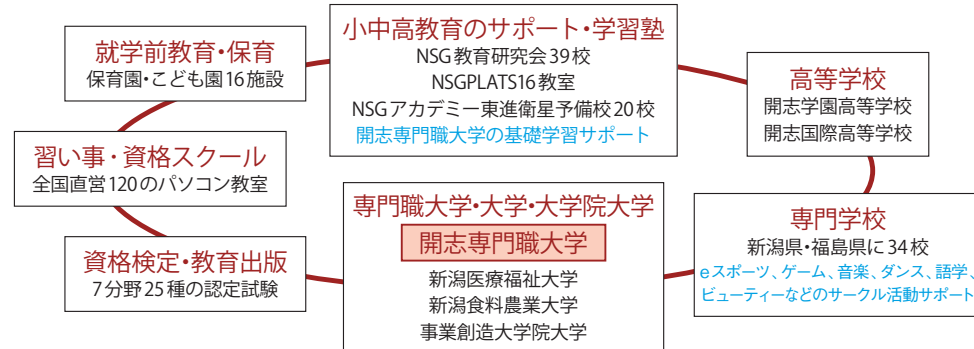 就学前教育・保育
保育園・こども園16施設
小中高教育のサポート・学習塾
NSG教育研究会39校
NSGPLATS16教室
NSGアカデミー東進衛星予備校20校
開志専門職大学の基礎学習サポート
高等学校
開志学園高等学校
開志国際高等学校
習い事・資格スクール
全国直営120のパソコン教室
専門職大学・大学・大学院大学
開志専門職大学
新潟医療福祉大学
新潟食料農業大学
事業創造大学院大学
専門学校
新潟県・福島県に34校
eスポーツ、ゲーム、音楽、ダンス、語学、
ビューティーなどのサークル活動サポート
資格検定・教育出版
7分野25種の認定試験